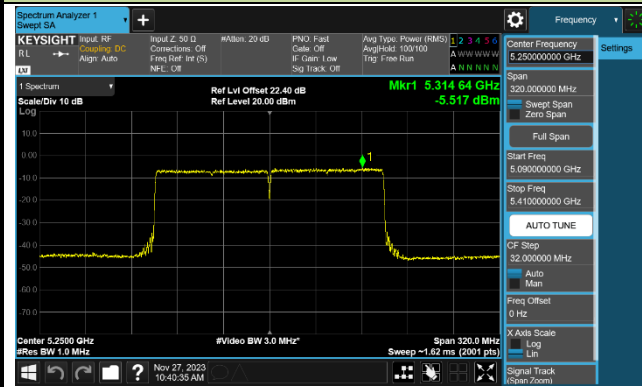 Spectrum Analyzer 1
Swept SA
Frequency
KEYSIGHT
RL
Input: RF
Coupling: DC
Align: Auto
Input Z: 50 Ω
Corrections: Off
Freq Ref: Int (S)
NFE: Off
#Atten: 20 dB
PNO: Fast
Gate: Off
IF Gain: Low
Sig Track: Off
Avg Type: Power (RMS)
Avg|Hold: 100/100
Trig: Free Run
1 2 3 4 5 6
A W W W W W
A N N N N N
1 Spectrum
Scale/Div 10 dB
Log
Ref Lvl Offset 22.40 dB
Ref Level 20.00 dBm
Mkr1 5.314 64 GHz
-5.517 dBm
10.0
0.00
-10.0
-20.0
-30.0
-40.0
-50.0
-60.0
-70.0
1
Center 5.2500 GHz
#Res BW 1.0 MHz
#Video BW 3.0 MHz*
Span 320.0 MHz
Sweep ~1.62 ms (2001 pts)
Nov 27, 2023
10:40:35 AM
Center Frequency
5.250000000 GHz
Span
320.000000 MHz
Swept Span
Zero Span
Full Span
Start Freq
5.090000000 GHz
Stop Freq
5.410000000 GHz
AUTO TUNE
CF Step
32.000000 MHz
Auto
Man
Freq Offset
0 Hz
X Axis Scale
Log
Lin
Signal Track
(Span Zoom)
Settings